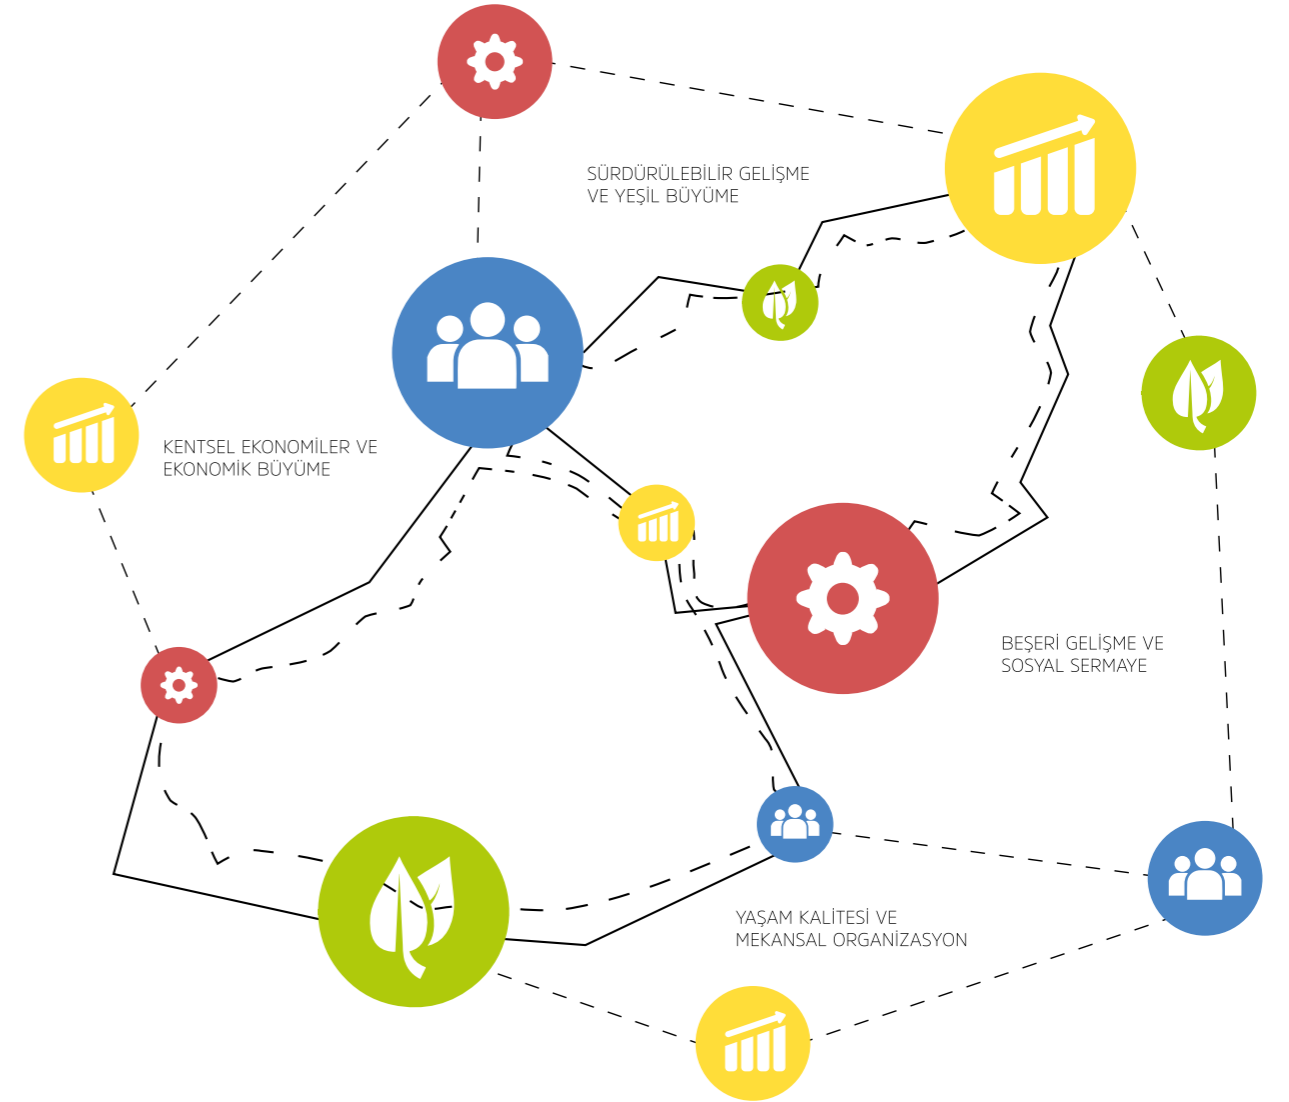 SÜRDÜRÜLEBİLİR GELİŞME
VE YEŞİL BÜYÜME
KENTSEL EKONOMİLER VE
EKONOMİK BÜYÜME
BEŞERİ GELİŞME VE
SOSYAL SERMAYE
YAŞAM KALİTESİ VE
MEKANSAL ORGANİZASYON